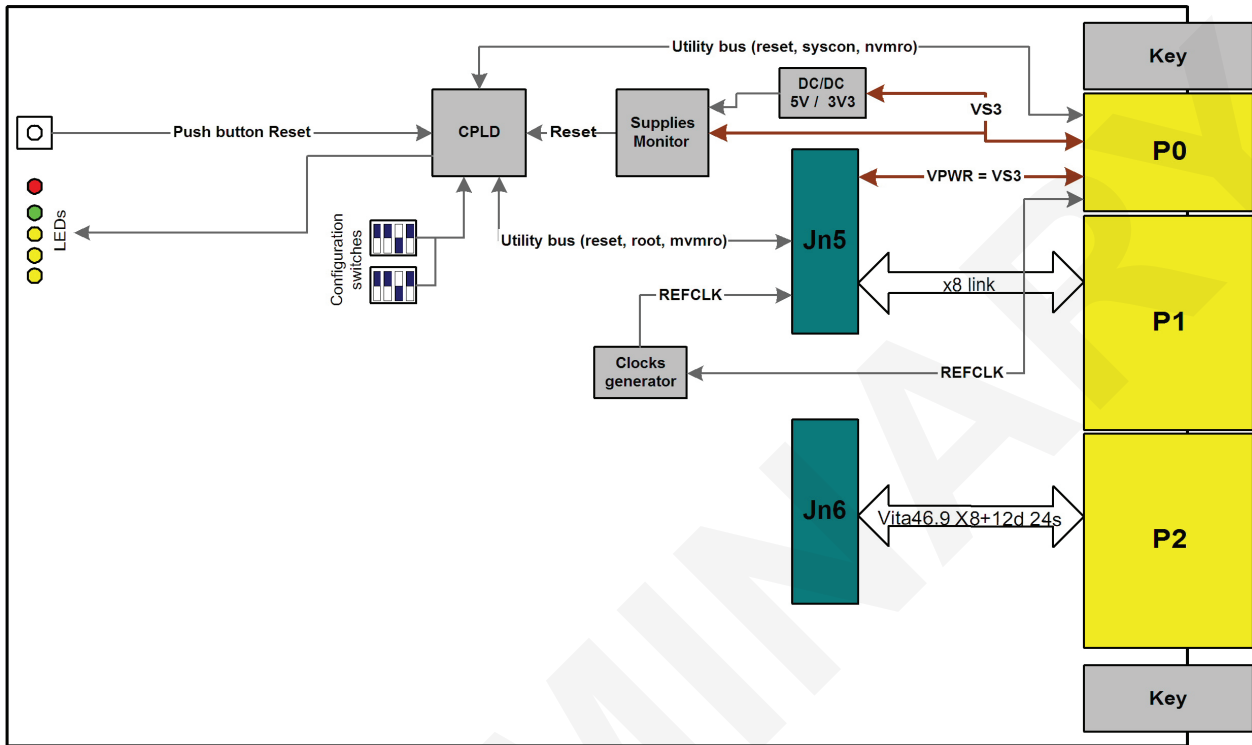 Utility bus (reset, syscon, nvmro)
Key
DC/DC
5V / 3V3
VS3
CPLD
Reset
Supplies
Monitor
Push button Reset
P0
VPWR = VS3
LEDs
Configuration
switches
Utility bus (reset, root, mvmro)
Jn5
x8 link
P1
REFCLK
Clocks
generator
REFCLK
Jn6
Vita46.9 X8+12d 24s
P2
Key